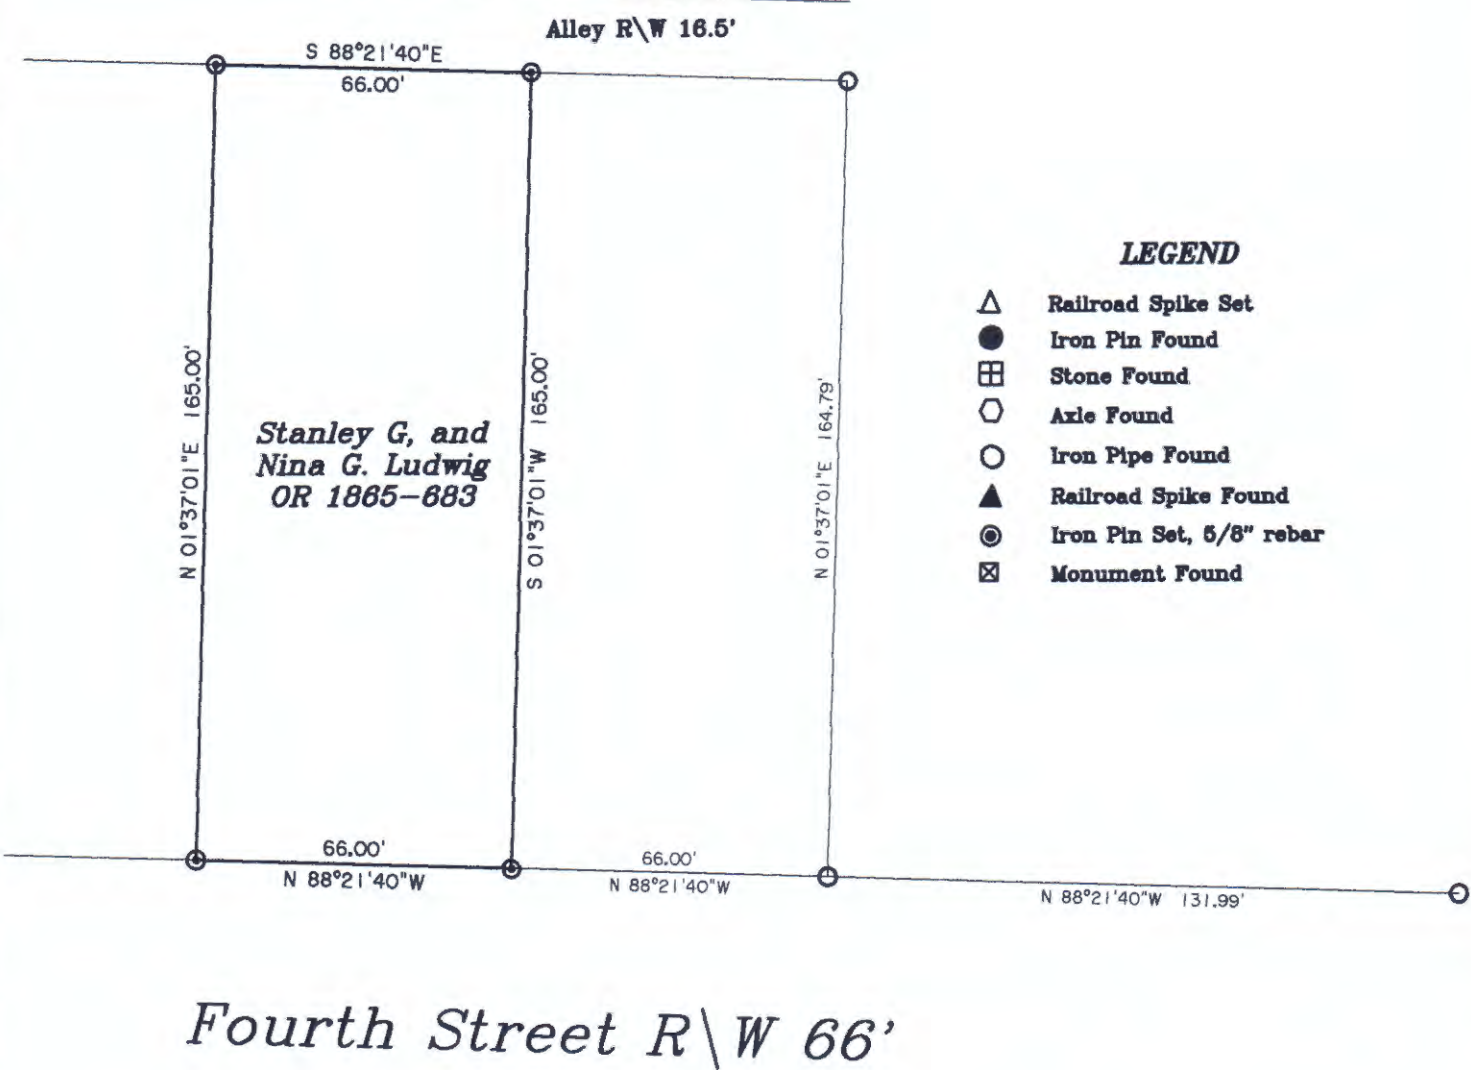 Alley R\W 16.5'
S 88°21'40"E
66.00'
N 01°37'01"E 165.00'
Stanley G, and
Nina G. Ludwig
OR 1865-683
S 01°37'01"W 165.00'
N 01°37'01"E 164.79'
LEGEND
Railroad Spike Set
Iron Pin Found
Stone Found
Axle Found
Iron Pipe Found
Railroad Spike Found
Iron Pin Set, 5/8" rebar
Monument Found
66.00'
N 88°21'40"W
66.00'
N 88°21'40"W
N 88°21'40"W 131.99'
Fourth Street R\W 66'